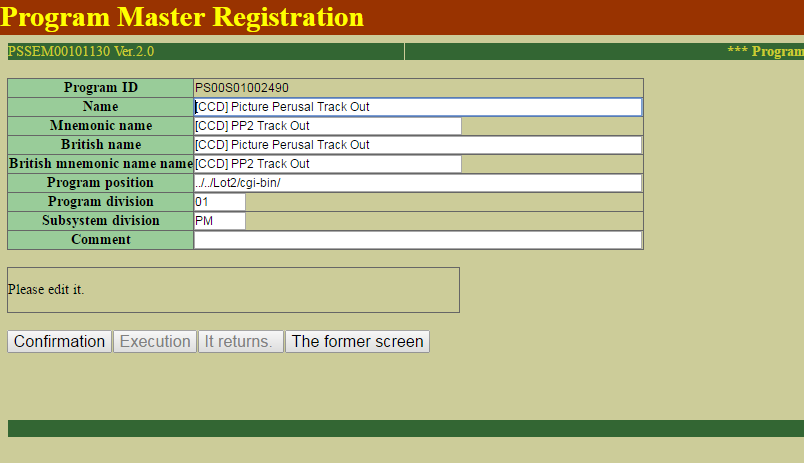 Program Master Registration
PSSEM00101130 Ver.2.0 *** Program
Program ID PS00S01002490
Name [CCD] Picture Perusal Track Out
Mnemonic name [CCD] PP2 Track Out
British name [CCD] Picture Perusal Track Out
British mnemonic name name [CCD] PP2 Track Out
Program position ../../Lot2/cgi-bin/
Program division 01
Subsystem division PM
Comment
Please edit it.
Confirmation Execution It returns. The former screen